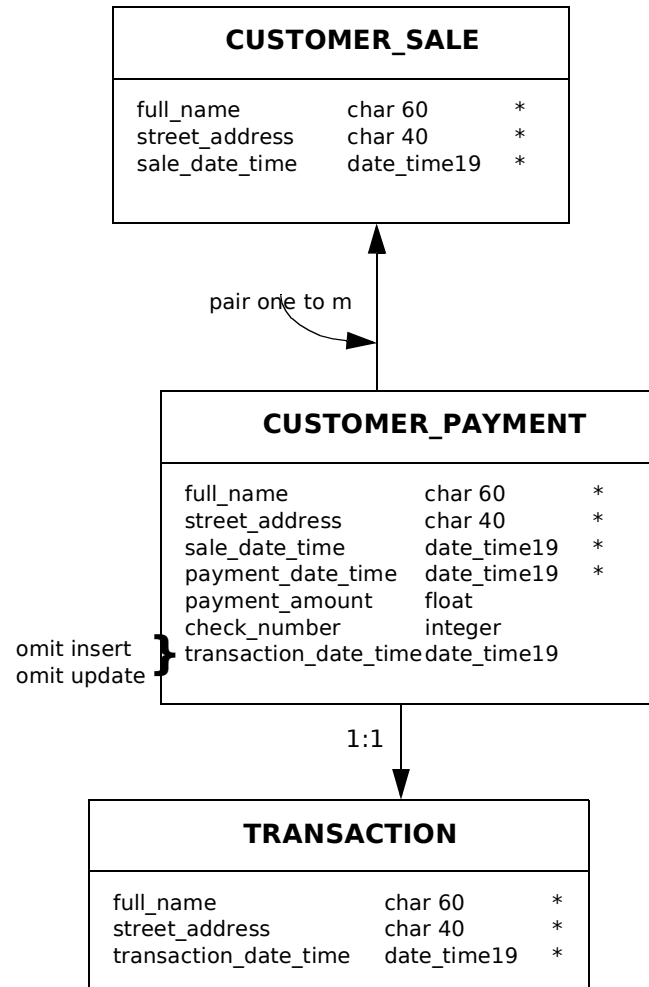 CUSTOMER_SALE
full_name char 60 *
street_address char 40 *
sale_date_time date_time19 *
pair one to m
CUSTOMER_PAYMENT
full_name char 60 *
street_address char 40 *
sale_date_time date_time19 *
payment_date_time date_time19 *
payment_amount float
check_number integer
omit insert
omit update
} transaction_date_time date_time19
1:1
TRANSACTION
full_name char 60 *
street_address char 40 *
transaction_date_time date_time19 *